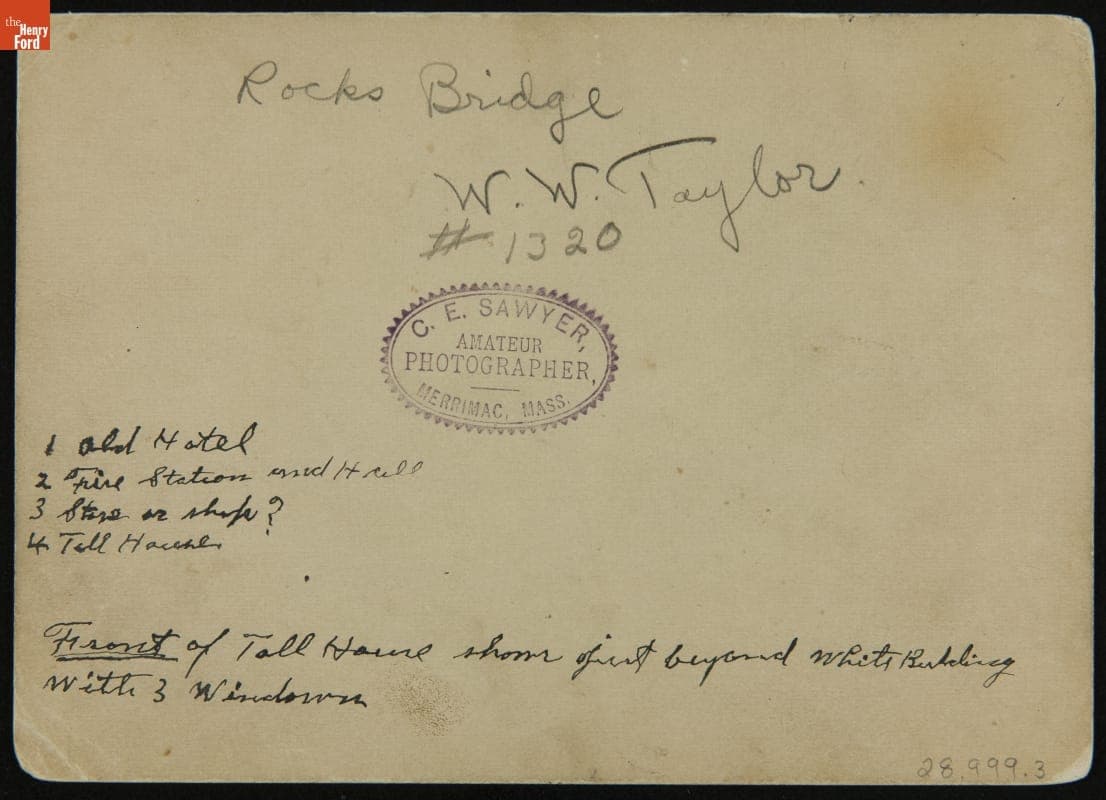 the
Henry
Ford
Rocks Bridge
W. W. Taylor.
# 1320
C. E. SAWYER,
AMATEUR
PHOTOGRAPHER,
MERRIMAC, MASS.
1 Old Hotel
2 Fire Station and Hall
3 Store or shop?
4 Toll House
Front of Toll House shows just beyond White Building
With 3 Windows
28.999.3